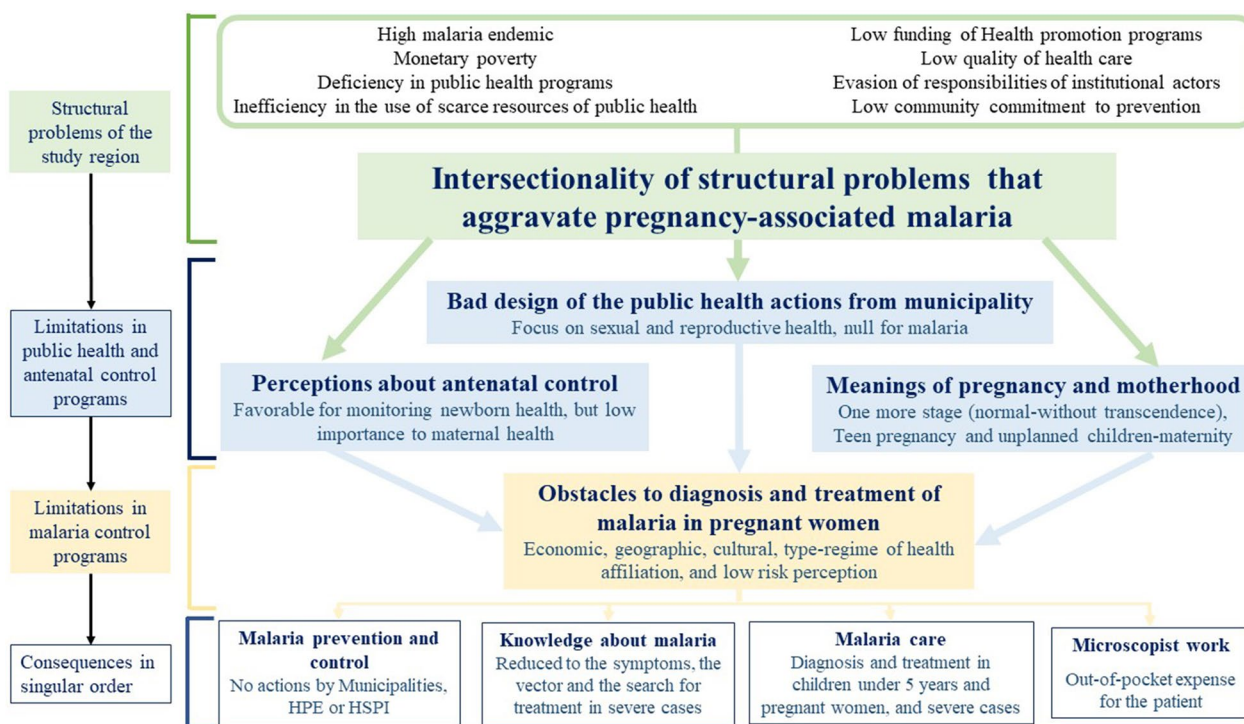 High malaria endemic
Monetary poverty
Deficiency in public health programs
Inefficiency in the use of scarce resources of public health
Low funding of Health promotion programs
Low quality of health care
Evasion of responsibilities of institutional actors
Low community commitment to prevention
Structural
problems of the
study region
Intersectionality of structural problems that
aggravate pregnancy-associated malaria
Limitations in
public health and
antenatal control
programs
Bad design of the public health actions from municipality
Focus on sexual and reproductive health, null for malaria
Perceptions about antenatal control
Favorable for monitoring newborn health, but low
importance to maternal health
Meanings of pregnancy and motherhood
One more stage (normal-without transcendence),
Teen pregnancy and unplanned children-maternity
Limitations in
malaria control
programs
Obstacles to diagnosis and treatment of
malaria in pregnant women
Economic, geographic, cultural, type-regime of health
affiliation, and low risk perception
Consequences in
singular order
Malaria prevention and
control
No actions by Municipalities,
HPE or HSPI
Knowledge about malaria
Reduced to the symptoms, the
vector and the search for
treatment in severe cases
Malaria care
Diagnosis and treatment in
children under 5 years and
pregnant women, and severe cases
Microscopist work
Out-of-pocket expense
for the patient